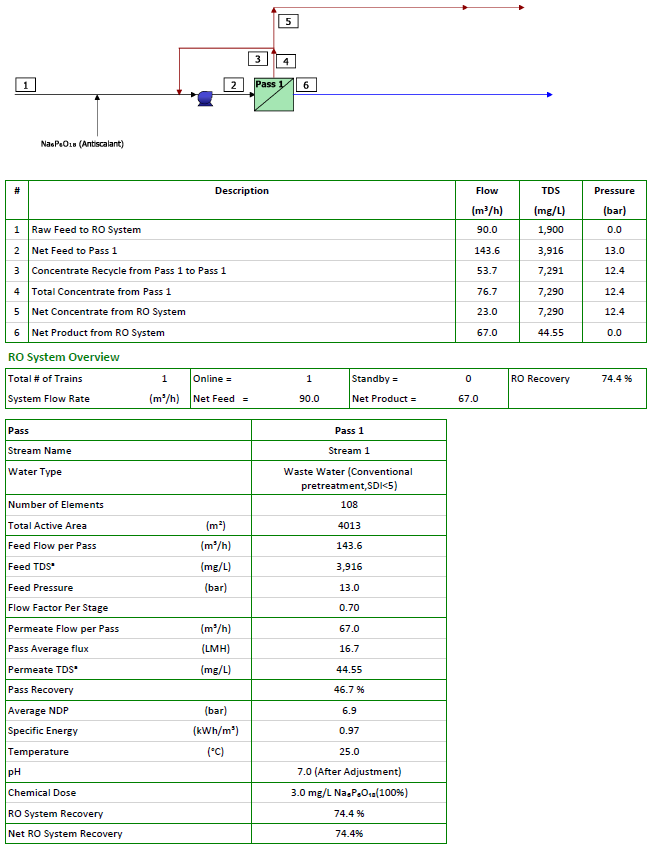 5
3
4
1
2
Pass 1
6
Na₆P₆O₁₈ (Antiscalant)
# Description Flow TDS Pressure
(m³/h) (mg/L) (bar)
1 Raw Feed to RO System 90.0 1,900 0.0
2 Net Feed to Pass 1 143.6 3,916 13.0
3 Concentrate Recycle from Pass 1 to Pass 1 53.7 7,291 12.4
4 Total Concentrate from Pass 1 76.7 7,290 12.4
5 Net Concentrate from RO System 23.0 7,290 12.4
6 Net Product from RO System 67.0 44.55 0.0
RO System Overview
Total # of Trains 1 Online = 1 Standby = 0 RO Recovery 74.4 %
System Flow Rate (m³/h) Net Feed = 90.0 Net Product = 67.0
Pass Pass 1
Stream Name Stream 1
Water Type Waste Water (Conventional
pretreatment,SDI<5)
Number of Elements 108
Total Active Area (m²) 4013
Feed Flow per Pass (m³/h) 143.6
Feed TDSᵃ (mg/L) 3,916
Feed Pressure (bar) 13.0
Flow Factor Per Stage 0.70
Permeate Flow per Pass (m³/h) 67.0
Pass Average flux (LMH) 16.7
Permeate TDSᵃ (mg/L) 44.55
Pass Recovery 46.7 %
Average NDP (bar) 6.9
Specific Energy (kWh/m³) 0.97
Temperature (°C) 25.0
pH 7.0 (After Adjustment)
Chemical Dose 3.0 mg/L Na₆P₆O₁₈(100%)
RO System Recovery 74.4 %
Net RO System Recovery 74.4%